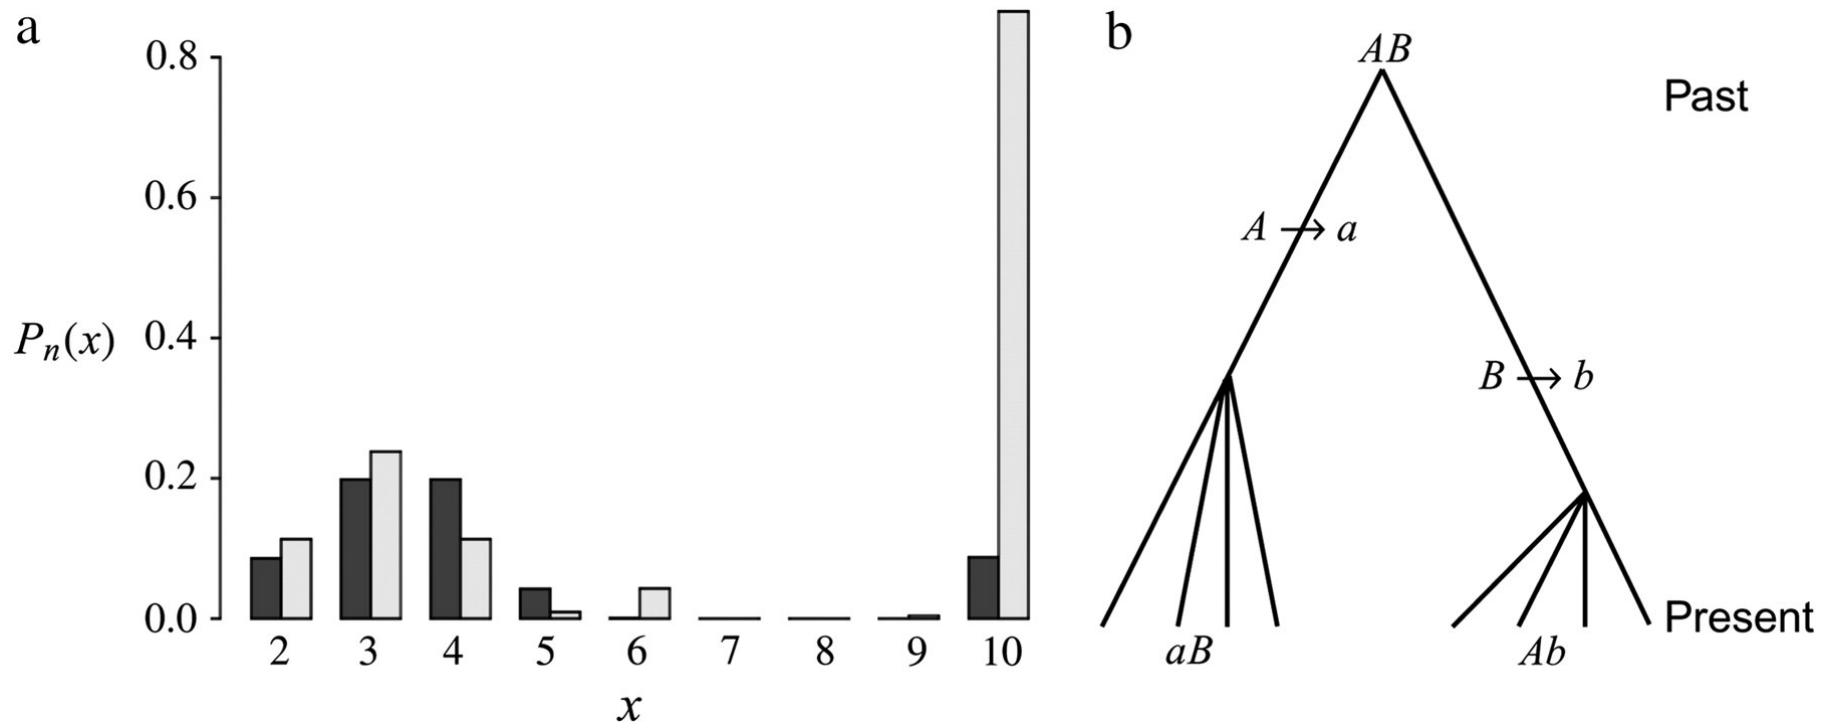 a
0.8
0.6
0.4
0.2
0.0
Pn(x)
2 3 4 5 6 7 8 9 10
x
b
AB
Past
A → a
B → b
Present
aB
Ab